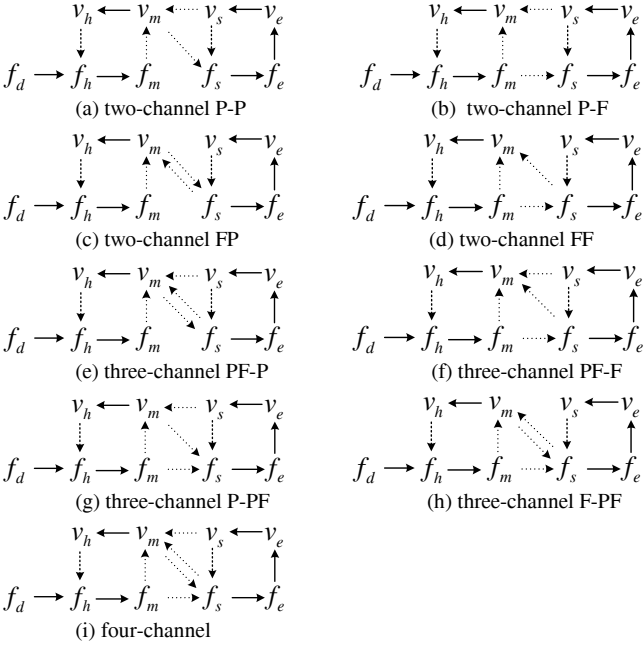 v_h v_m v_s v_e
f_d f_h f_m f_s f_e
(a) two-channel P-P
v_h v_m v_s v_e
f_d f_h f_m f_s f_e
(b) two-channel P-F
v_h v_m v_s v_e
f_d f_h f_m f_s f_e
(c) two-channel FP
v_h v_m v_s v_e
f_d f_h f_m f_s f_e
(d) two-channel FF
v_h v_m v_s v_e
f_d f_h f_m f_s f_e
(e) three-channel PF-P
v_h v_m v_s v_e
f_d f_h f_m f_s f_e
(f) three-channel PF-F
v_h v_m v_s v_e
f_d f_h f_m f_s f_e
(g) three-channel P-PF
v_h v_m v_s v_e
f_d f_h f_m f_s f_e
(h) three-channel F-PF
v_h v_m v_s v_e
f_d f_h f_m f_s f_e
(i) four-channel